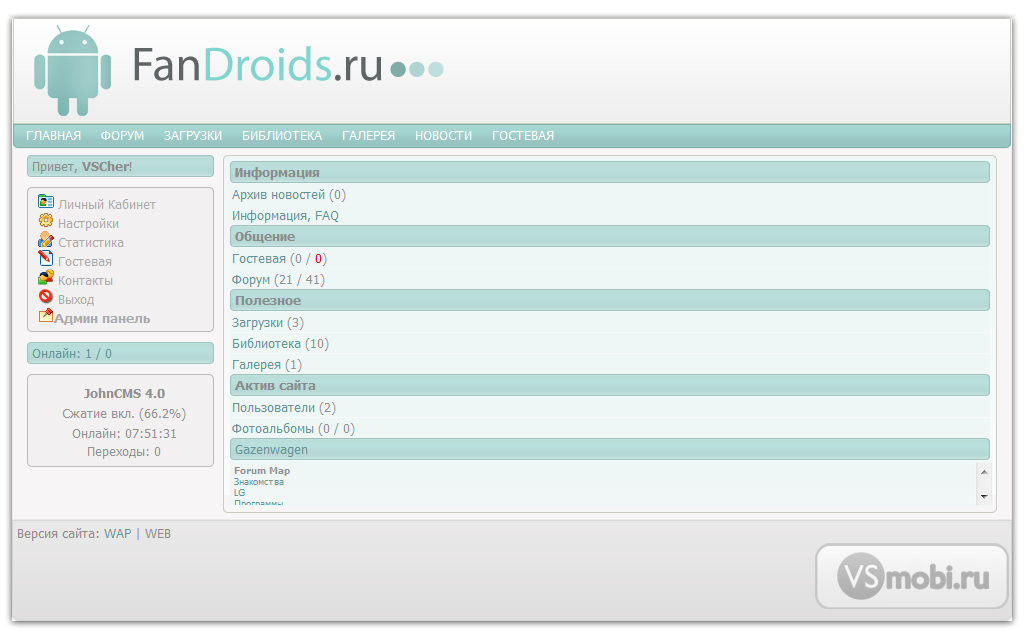 FanDroids.ru
ГЛАВНАЯ ФОРУМ ЗАГРУЗКИ БИБЛИОТЕКА ГАЛЕРЕЯ НОВОСТИ ГОСТЕВАЯ
Привет, VSCher!
Личный Кабинет
Настройки
Статистика
Гостевая
Контакты
Выход
Админ панель
Онлайн: 1 / 0
JohnCMS 4.0
Сжатие вкл. (66.2%)
Онлайн: 07:51:31
Переходы: 0
Информация
Архив новостей (0)
Информация, FAQ
Общение
Гостевая (0 / 0)
Форум (21 / 41)
Полезное
Загрузки (3)
Библиотека (10)
Галерея (1)
Актив сайта
Пользователи (2)
Фотоальбомы (0 / 0)
Gazenwagen
Forum Map
Знакомства
LG
Программы
Версия сайта: WAP | WEB
VSmobi.ru